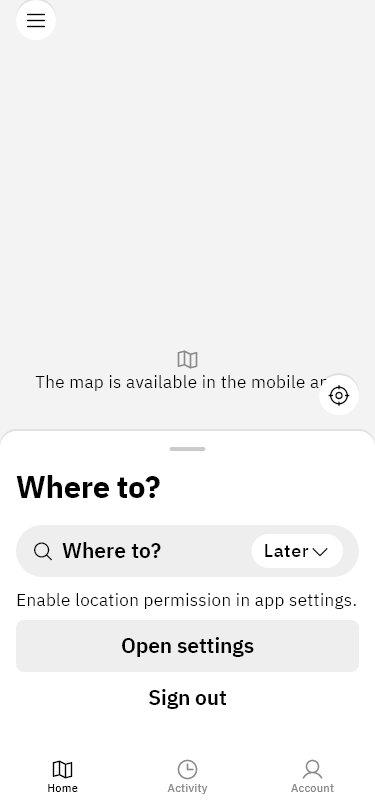 The map is available in the mobile
Where to?
Where to? Later
Enable location permission in app settings.
Open settings
Sign out
Home Activity Account